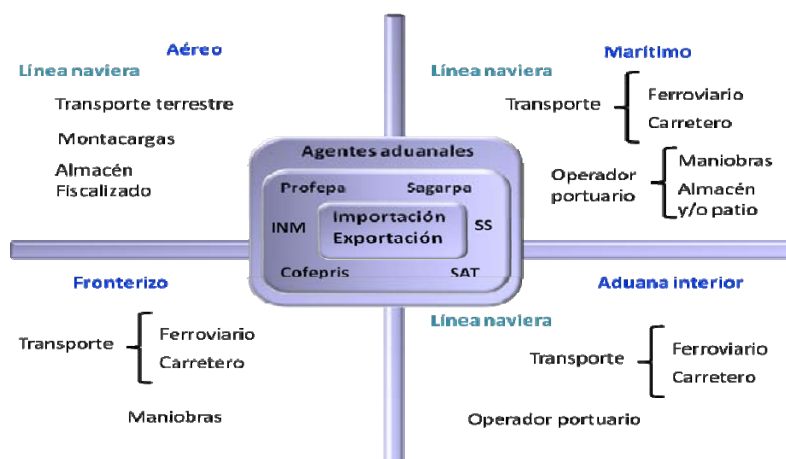 Aéreo
Línea naviera
Transporte terrestre
Montacargas
Almacén
Fiscalizado
Marítimo
Línea naviera
Transporte
Ferroviario
Carretero
Operador
portuario
Maniobras
Almacén
y/o patio
Agentes aduanales
Profepa
Sagarpa
INM
Importación
Exportación
SS
Cofepris
SAT
Fronterizo
Transporte
Ferroviario
Carretero
Maniobras
Aduana interior
Línea naviera
Transporte
Ferroviario
Carretero
Operador portuario